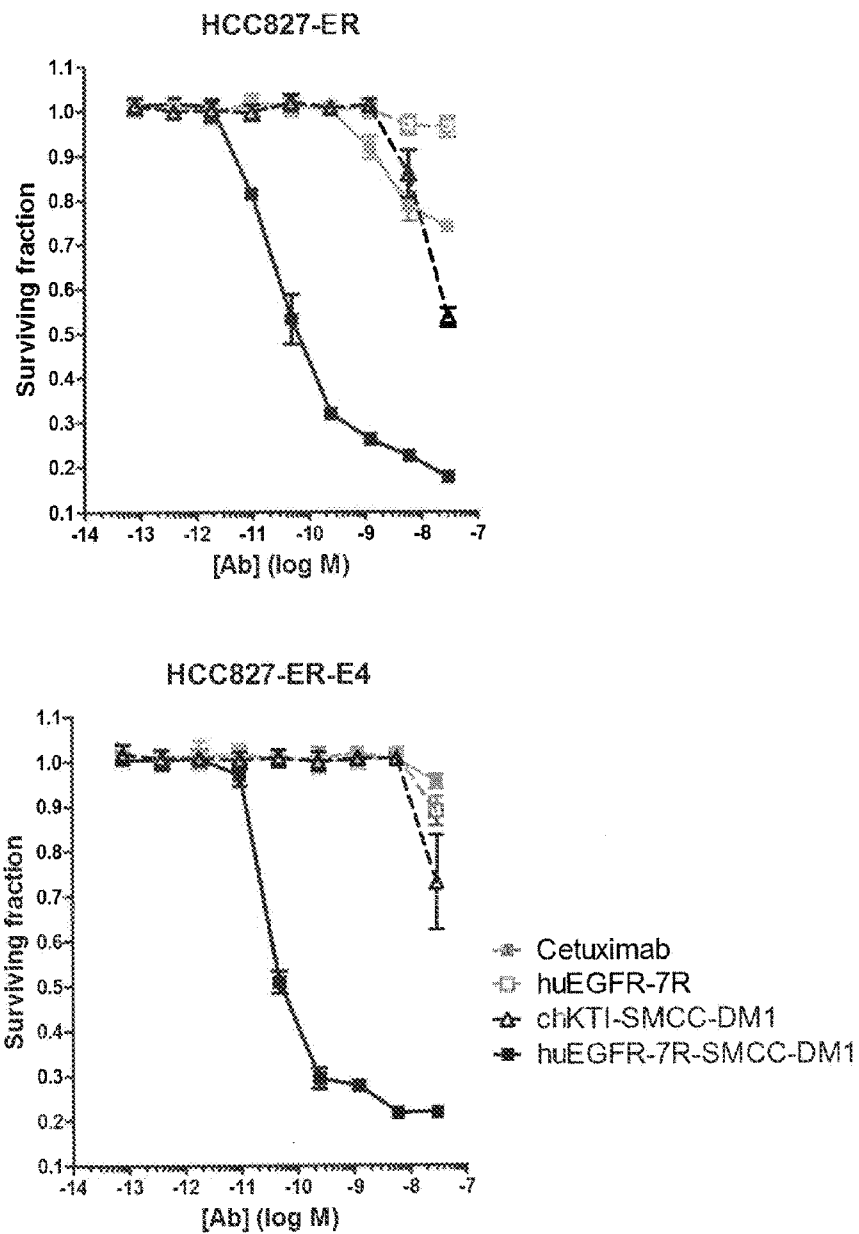 HCC827-ER
1.1
1.0
0.9
0.8
0.7
0.6
0.5
0.4
0.3
0.2
0.1
Surviving fraction
-14 -13 -12 -11 -10 -9 -8 -7
[Ab] (log M)
HCC827-ER-E4
1.1
1.0
0.9
0.8
0.7
0.6
0.5
0.4
0.3
0.2
0.1
Surviving fraction
-14 -13 -12 -11 -10 -9 -8 -7
[Ab] (log M)
Cetuximab
huEGFR-7R
chKTI-SMCC-DM1
huEGFR-7R-SMCC-DM1